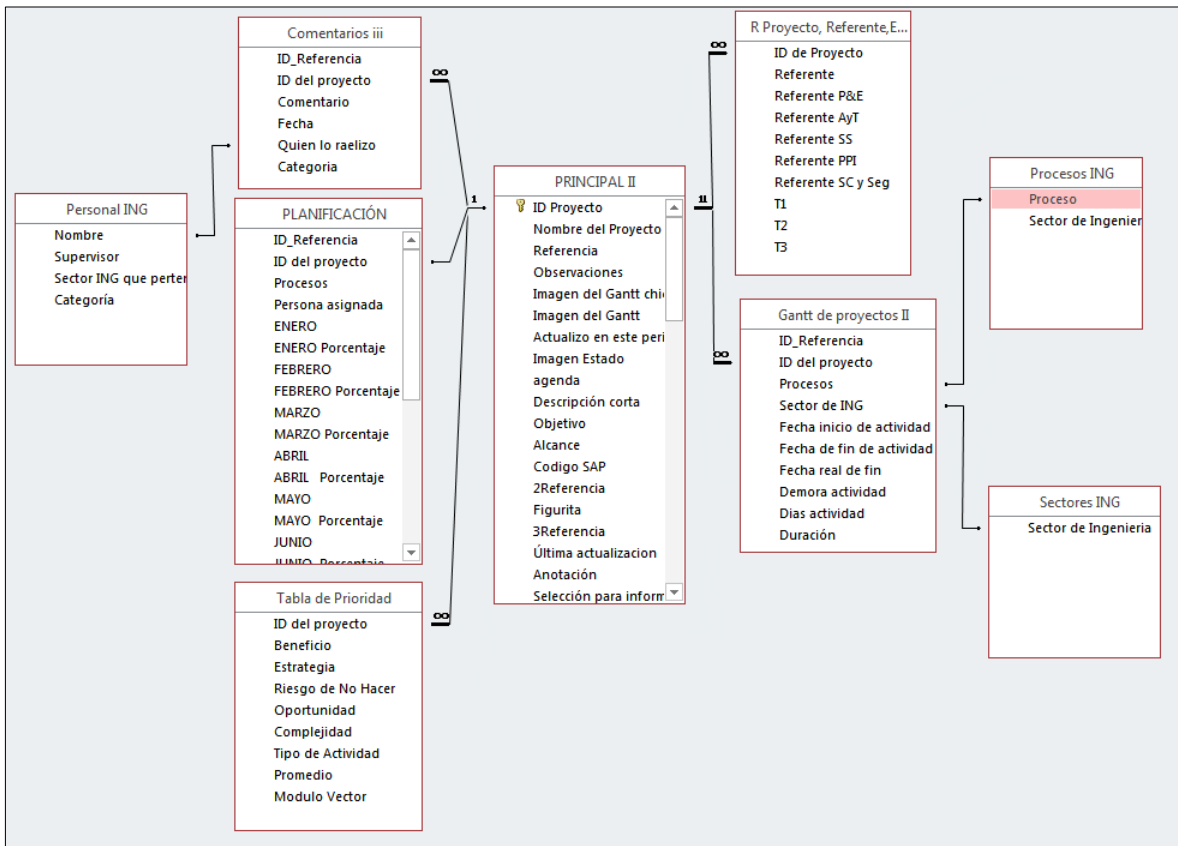 Comentarios iii
ID_Referencia
ID del proyecto
Comentario
Fecha
Quien lo raelizo
Categoria
Personal ING
Nombre
Supervisor
Sector ING que perter
Categoría
PLANIFICACIÓN
ID_Referencia
ID del proyecto
Procesos
Persona asignada
ENERO
ENERO Porcentaje
FEBRERO
FEBRERO Porcentaje
MARZO
MARZO Porcentaje
ABRIL
ABRIL Porcentaje
MAYO
MAYO Porcentaje
JUNIO
JUNIO Porcentaje
Tabla de Prioridad
ID del proyecto
Beneficio
Estrategia
Riesgo de No Hacer
Oportunidad
Complejidad
Tipo de Actividad
Promedio
Modulo Vector
∞
∞
1
PRINCIPAL II
ID Proyecto
Nombre del Proyecto
Referencia
Observaciones
Imagen del Gantt chi
Imagen del Gantt
Actualizo en este peri
Imagen Estado
agenda
Descripción corta
Objetivo
Alcance
Codigo SAP
2Referencia
Figurita
3Referencia
Última actualizacion
Anotación
Selección para inform
11
∞
∞
R Proyecto, Referente,E...
ID de Proyecto
Referente
Referente P&E
Referente AyT
Referente SS
Referente PPI
Referente SC y Seg
T1
T2
T3
Gantt de proyectos II
ID_Referencia
ID del proyecto
Procesos
Sector de ING
Fecha inicio de actividad
Fecha de fin de actividad
Fecha real de fin
Demora actividad
Dias actividad
Duración
Procesos ING
Proceso
Sector de Ingenier
Sectores ING
Sector de Ingenieria